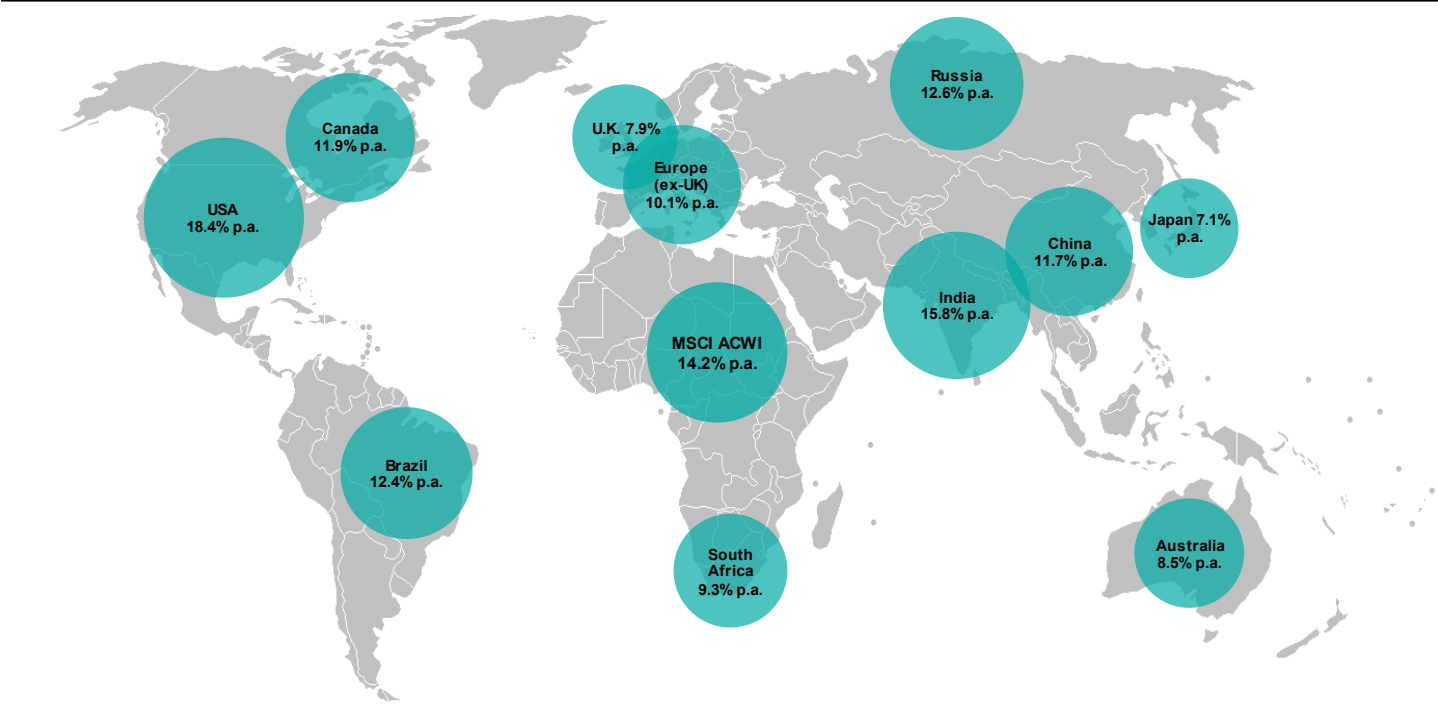 Russia
12.6% p.a.
Canada
11.9% p.a.
U.K. 7.9%
p.a.
Europe
(ex-UK)
10.1% p.a.
USA
18.4% p.a.
Japan 7.1%
p.a.
China
11.7% p.a.
India
15.8% p.a.
MSCI ACWI
14.2% p.a.
Brazil
12.4% p.a.
South
Africa
9.3% p.a.
Australia
8.5% p.a.